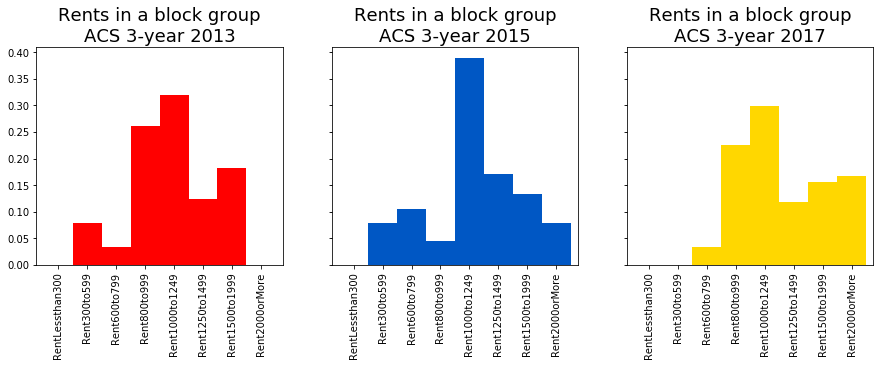 Rents in a block group
ACS 3-year 2013
Rents in a block group
ACS 3-year 2015
Rents in a block group
ACS 3-year 2017
0.40
0.35
0.30
0.25
0.20
0.15
0.10
0.05
0.00
RentLessthan300
Rent300to599
Rent600to799
Rent800to999
Rent1000to1249
Rent1250to1499
Rent1500to1999
Rent2000orMore
RentLessthan300
Rent300to599
Rent600to799
Rent800to999
Rent1000to1249
Rent1250to1499
Rent1500to1999
Rent2000orMore
RentLessthan300
Rent300to599
Rent600to799
Rent800to999
Rent1000to1249
Rent1250to1499
Rent1500to1999
Rent2000orMore